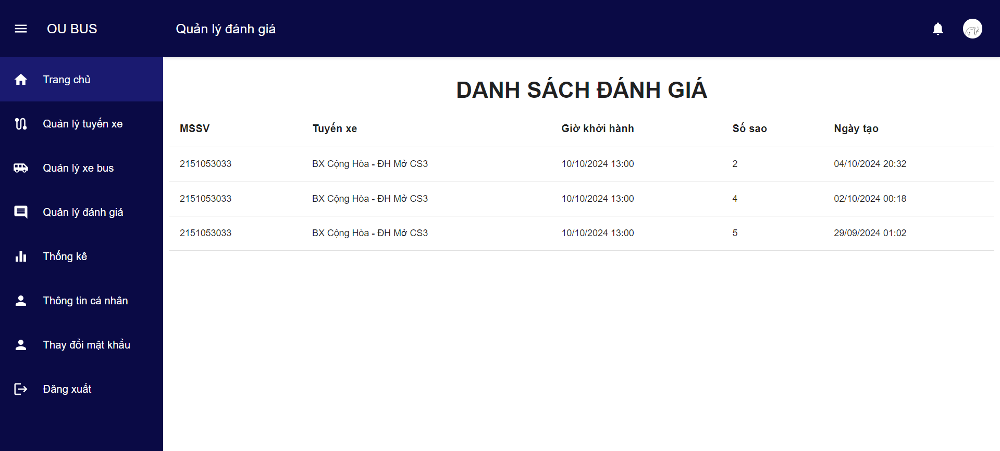 OU BUS
Quản lý đánh giá
Trang chủ
Quản lý tuyến xe
Quản lý xe bus
Quản lý đánh giá
Thống kê
Thông tin cá nhân
Thay đổi mật khẩu
Đăng xuất
DANH SÁCH ĐÁNH GIÁ
MSSV Tuyến xe Giờ khởi hành Số sao Ngày tạo
2151053033 BX Cộng Hòa - ĐH Mở CS3 10/10/2024 13:00 2 04/10/2024 20:32
2151053033 BX Cộng Hòa - ĐH Mở CS3 10/10/2024 13:00 4 02/10/2024 00:18
2151053033 BX Cộng Hòa - ĐH Mở CS3 10/10/2024 13:00 5 29/09/2024 01:02